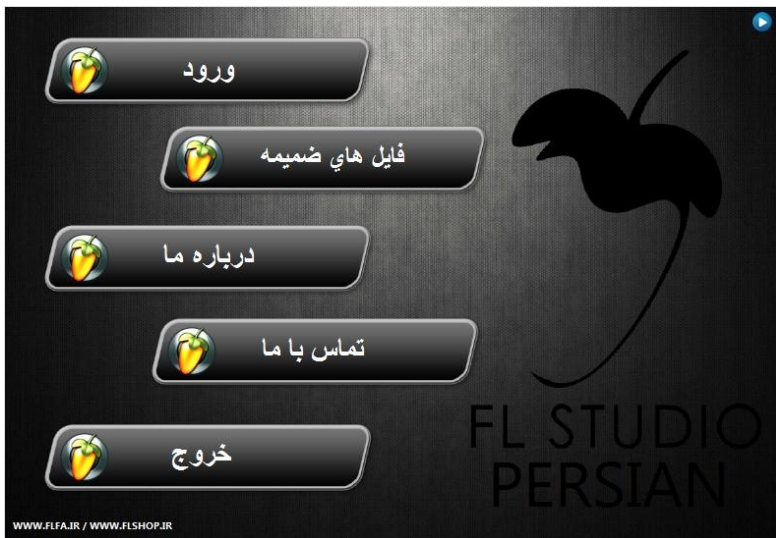 ورود
فايل هاي ضميمه
درباره ما
تماس با ما
خروج
FL STUDIO
PERSIAN
WWW.FLFA.IR / WWW.FLSHOP.IR